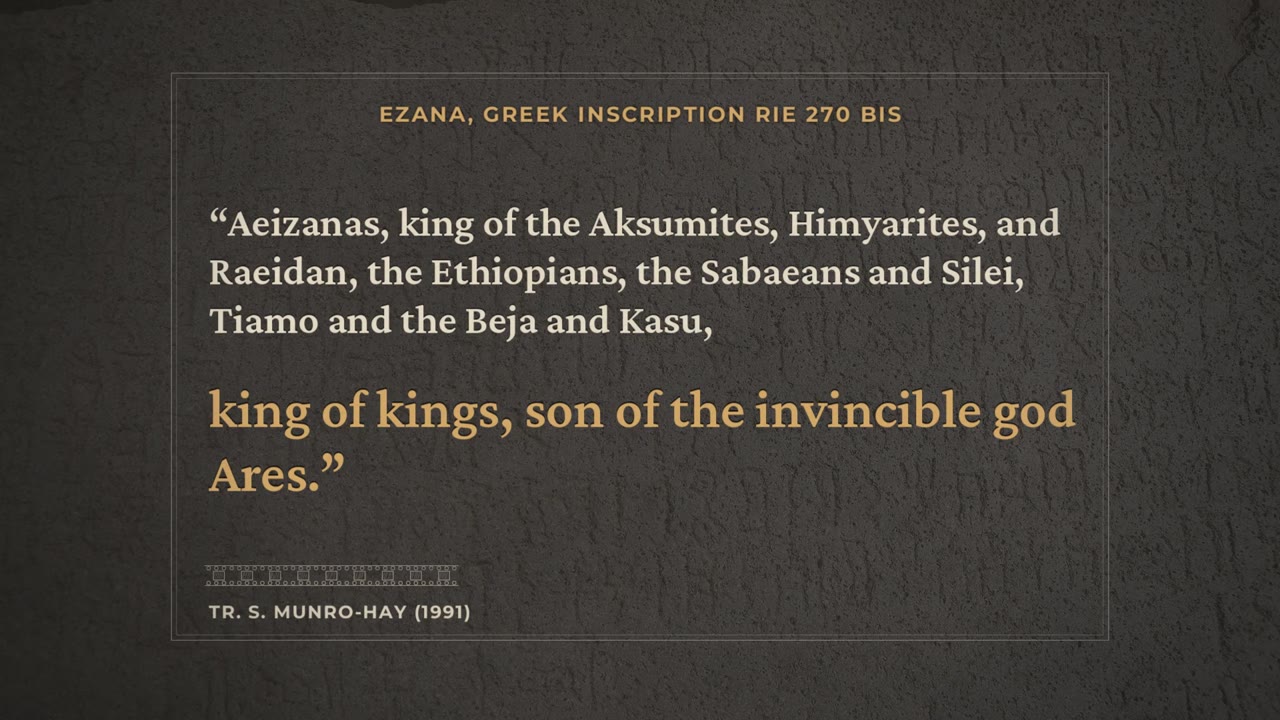 EZANA, GREEK INSCRIPTION RIE 270 BIS
“Aeizanas, king of the Aksumites, Himyarites, and
Raeidan, the Ethiopians, the Sabaeans and Silei,
Tiamo and the Beja and Kasu,
king of kings, son of the invincible god
Ares.”
TR. S. MUNRO-HAY (1991)